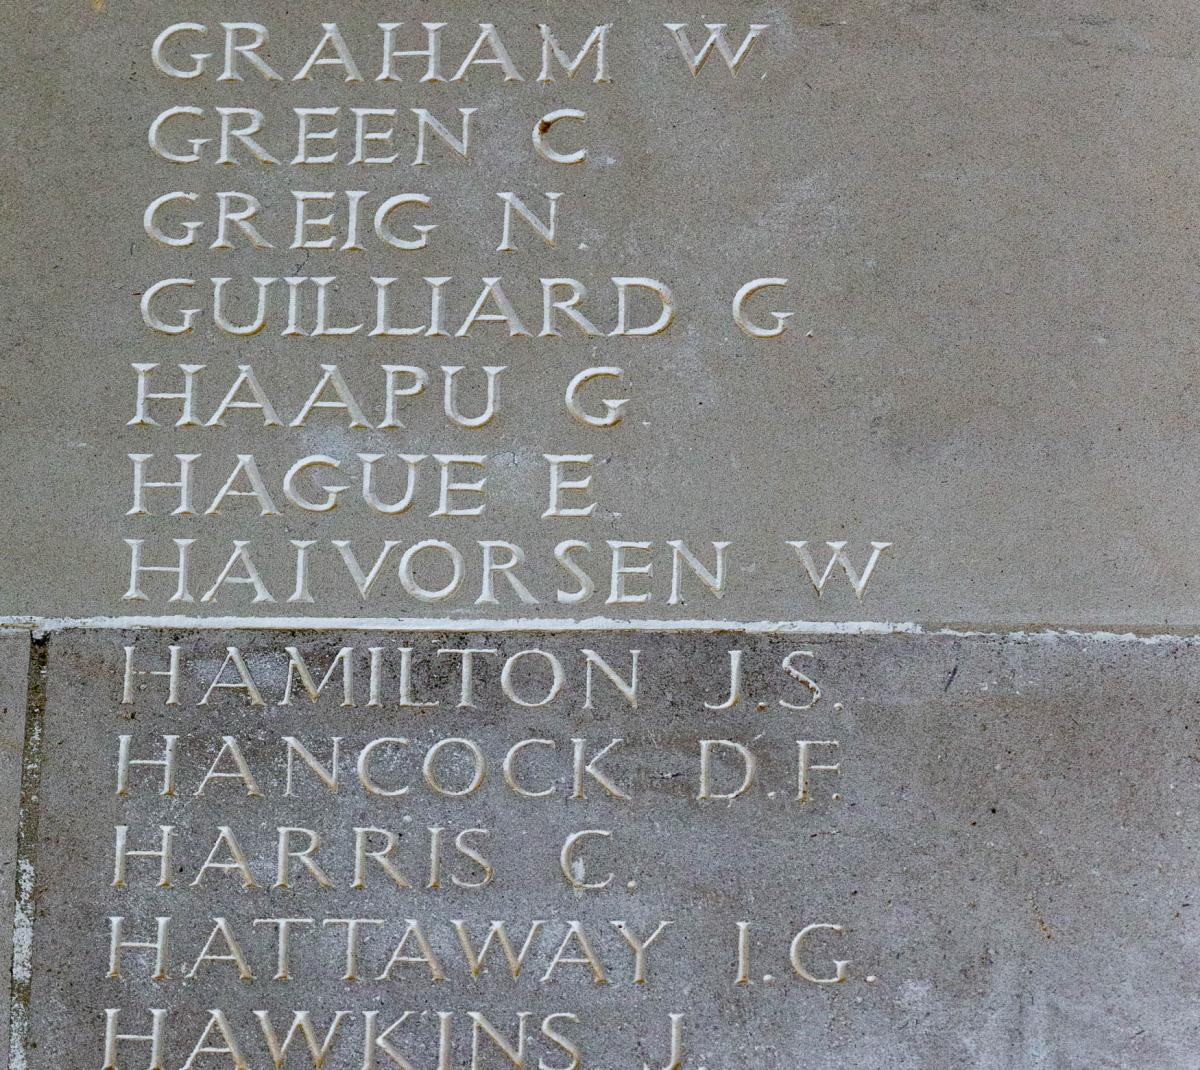 GRAHAM W.
GREEN C.
GREIG N.
GUILLIARD G.
HAAPU G.
HAGUE E.
HAIVORSEN W
HAMILTON J.S.
HANCOCK D.F.
HARRIS C.
HATTAWAY I.G.
HAWKINS J.